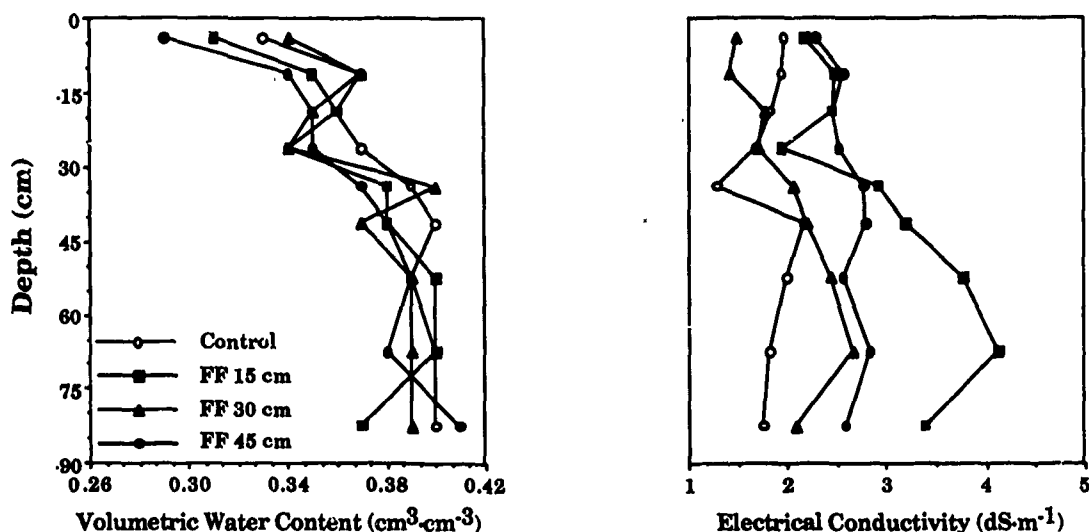 0
·15
30
45
60
75
·90
Depth (cm)
Control
FF 15 cm
FF 30 cm
FF 45 cm
0.26 0.30 0.34 0.38 0.42
Volumetric Water Content (cm³·cm⁻³)
1 2 3 4 5
Electrical Conductivity (dS·m⁻¹)